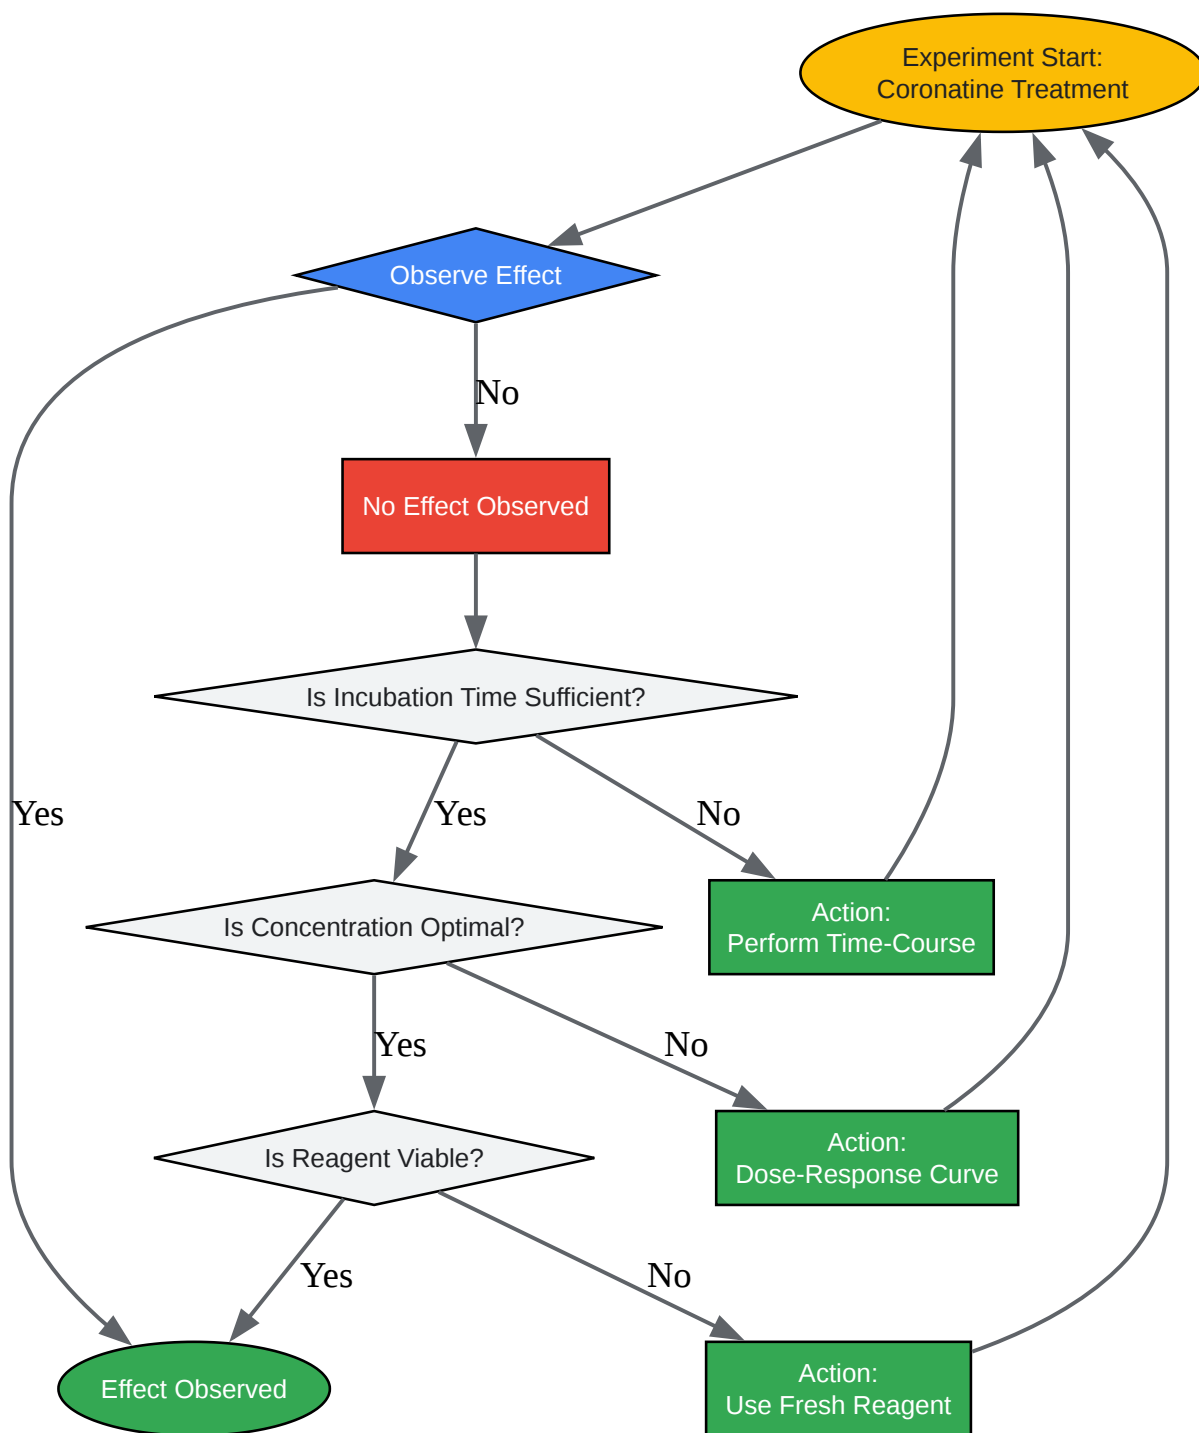 Experiment Start:
Coronatine Treatment
Observe Effect
No
No Effect Observed
Is Incubation Time Sufficient?
Yes
Yes
No
Action:
Perform Time-Course
Is Concentration Optimal?
Yes
No
Action:
Dose-Response Curve
Is Reagent Viable?
Yes
No
Effect Observed
Action:
Use Fresh Reagent